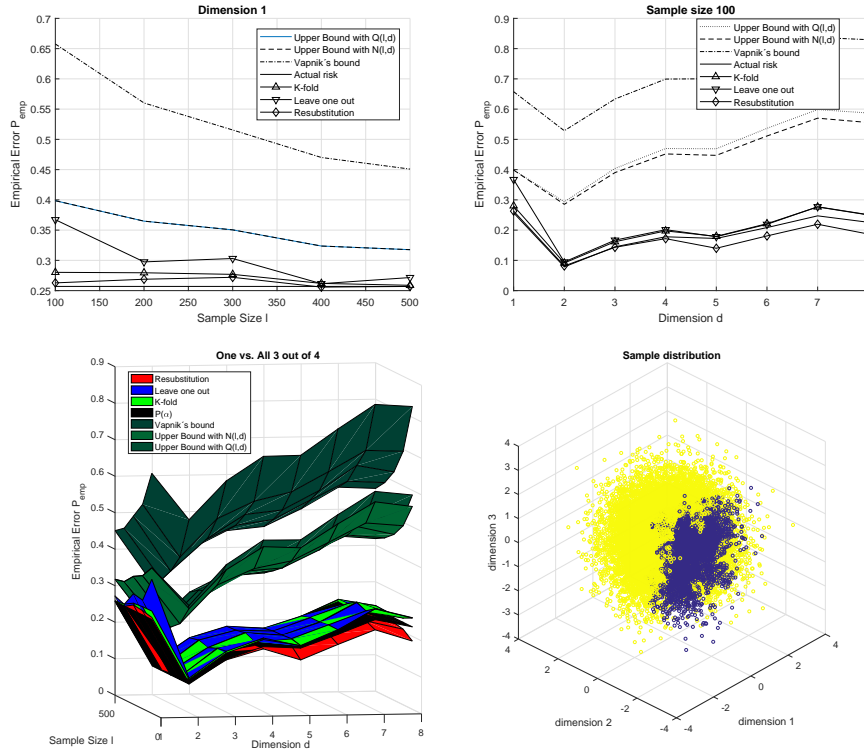 Dimension 1
0.7
0.65
0.6
0.55
0.5
0.45
0.4
0.35
0.3
0.25
Empirical Error P_emp
100
150
200
250
300
350
400
450
500
Sample Size l
Upper Bound with Q(l,d)
Upper Bound with N(l,d)
Vapnik´s bound
Actual risk
K-fold
Leave one out
Resubstitution
Sample size 100
1
0.9
0.8
0.7
0.6
0.5
0.4
0.3
0.2
0.1
0
Empirical Error P_emp
1
2
3
4
5
6
7
Dimension d
Upper Bound with Q(l,d)
Upper Bound with N(l,d)
Vapnik´s bound
Actual risk
K-fold
Leave one out
Resubstitution
One vs. All 3 out of 4
0.9
0.8
0.7
0.6
0.5
0.4
0.3
0.2
0.1
0
Empirical Error P_emp
500
0
Sample Size l
1
2
3
4
5
6
7
8
Dimension d
Resubstitution
Leave one out
K-fold
P(α)
Vapnik´s bound
Upper Bound with N(l,d)
Upper Bound with Q(l,d)
Sample distribution
4
3
2
1
0
-1
-2
-3
-4
dimension 3
4
2
0
-2
-4
dimension 2
-4
-2
0
2
4
dimension 1